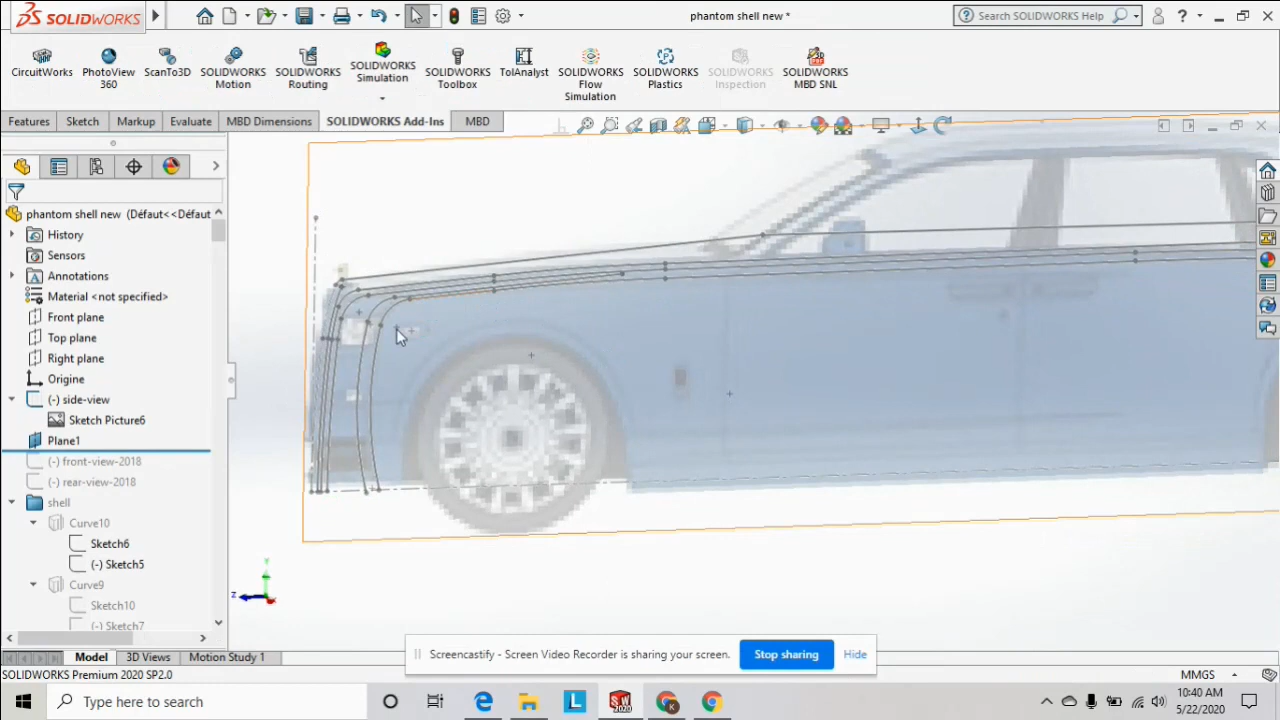 SOLIDWORKS
phantom shell new *
Search SOLIDWORKS Help
CircuitWorks
PhotoView
360
ScanTo3D
SOLIDWORKS
Motion
SOLIDWORKS
Routing
SOLIDWORKS
Simulation
SOLIDWORKS
Toolbox
TolAnalyst
SOLIDWORKS
Flow
Simulation
SOLIDWORKS
Plastics
SOLIDWORKS
Inspection
SOLIDWORKS
MBD SNL
Features
Sketch
Markup
Evaluate
MBD Dimensions
SOLIDWORKS Add-Ins
MBD
phantom shell new (Défaut<<Défaut
History
Sensors
Annotations
Material <not specified>
Front plane
Top plane
Right plane
Origine
(-) side-view
Sketch Picture6
Plane1
(-) front-view-2018
(-) rear-view-2018
shell
Curve10
Sketch6
(-) Sketch5
Curve9
Sketch10
(-) Sketch7
Y
Z
X
Screencastify - Screen Video Recorder is sharing your screen.
Stop sharing
Hide
Model
3D Views
Motion Study 1
SOLIDWORKS Premium 2020 SP2.0
MMGS
Type here to search
10:40 AM
5/22/2020